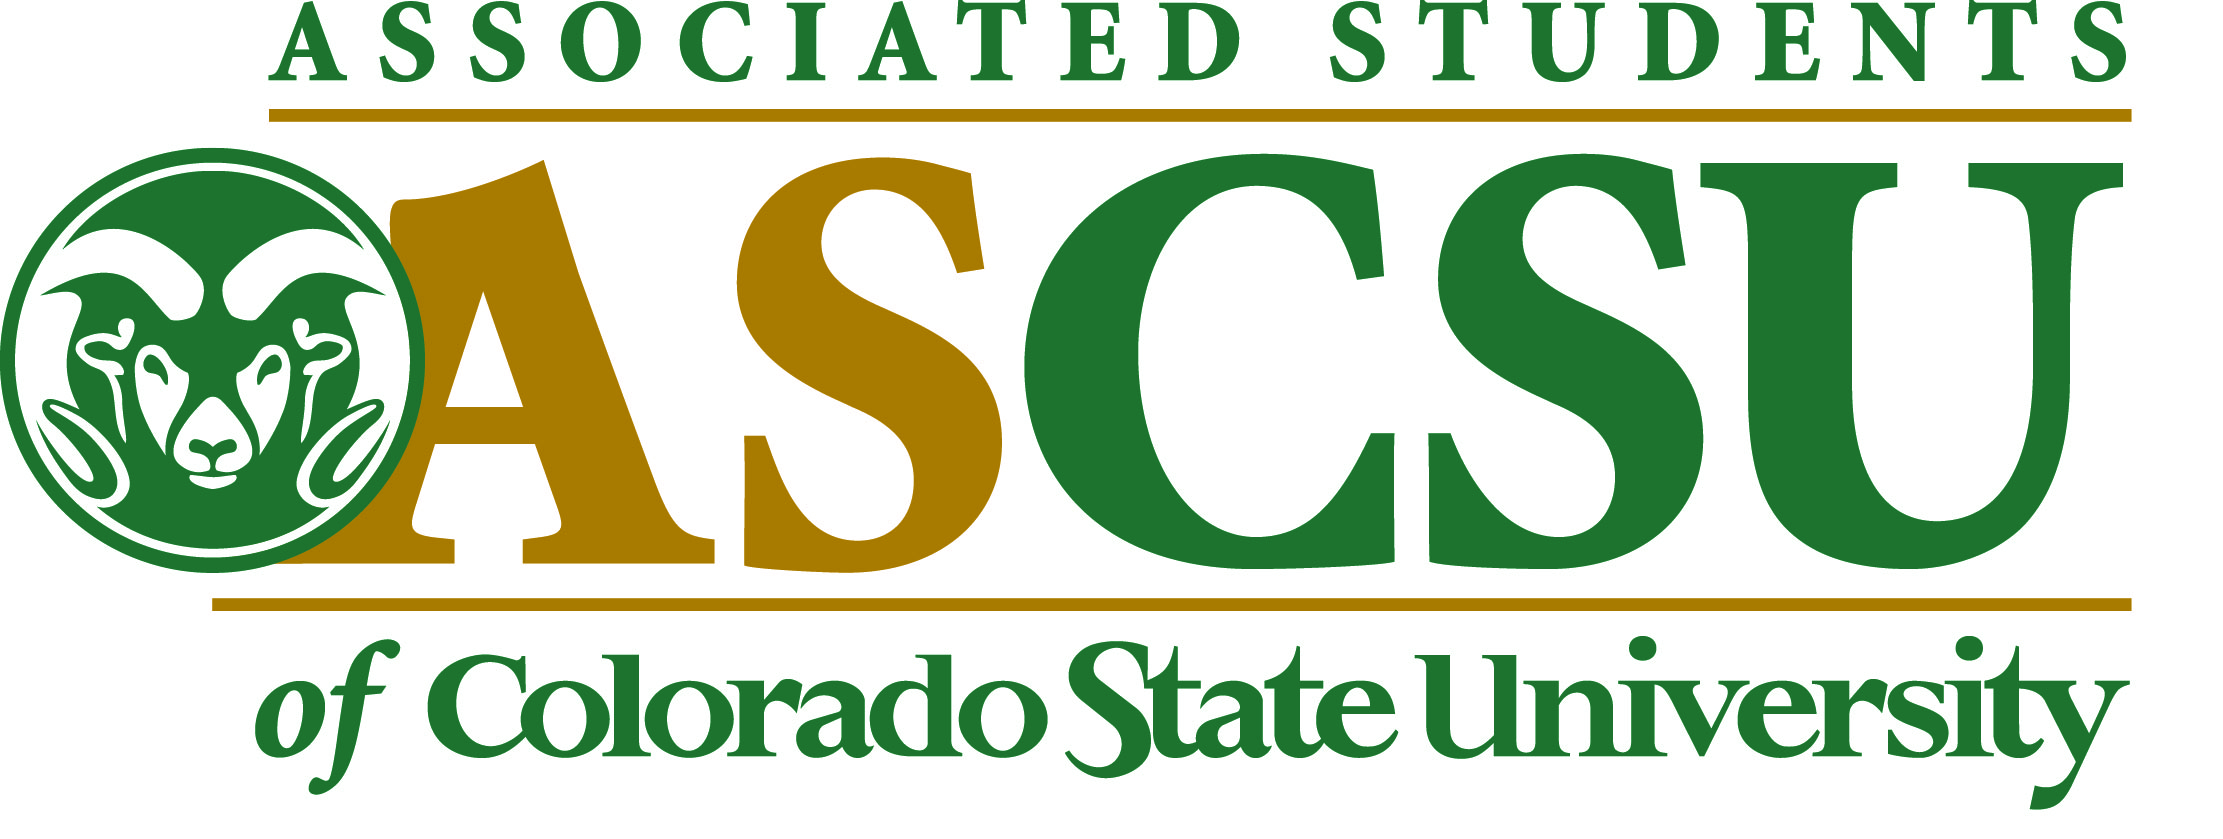 ASSOCIATED STUDENTS
ASCSU
of Colorado State University